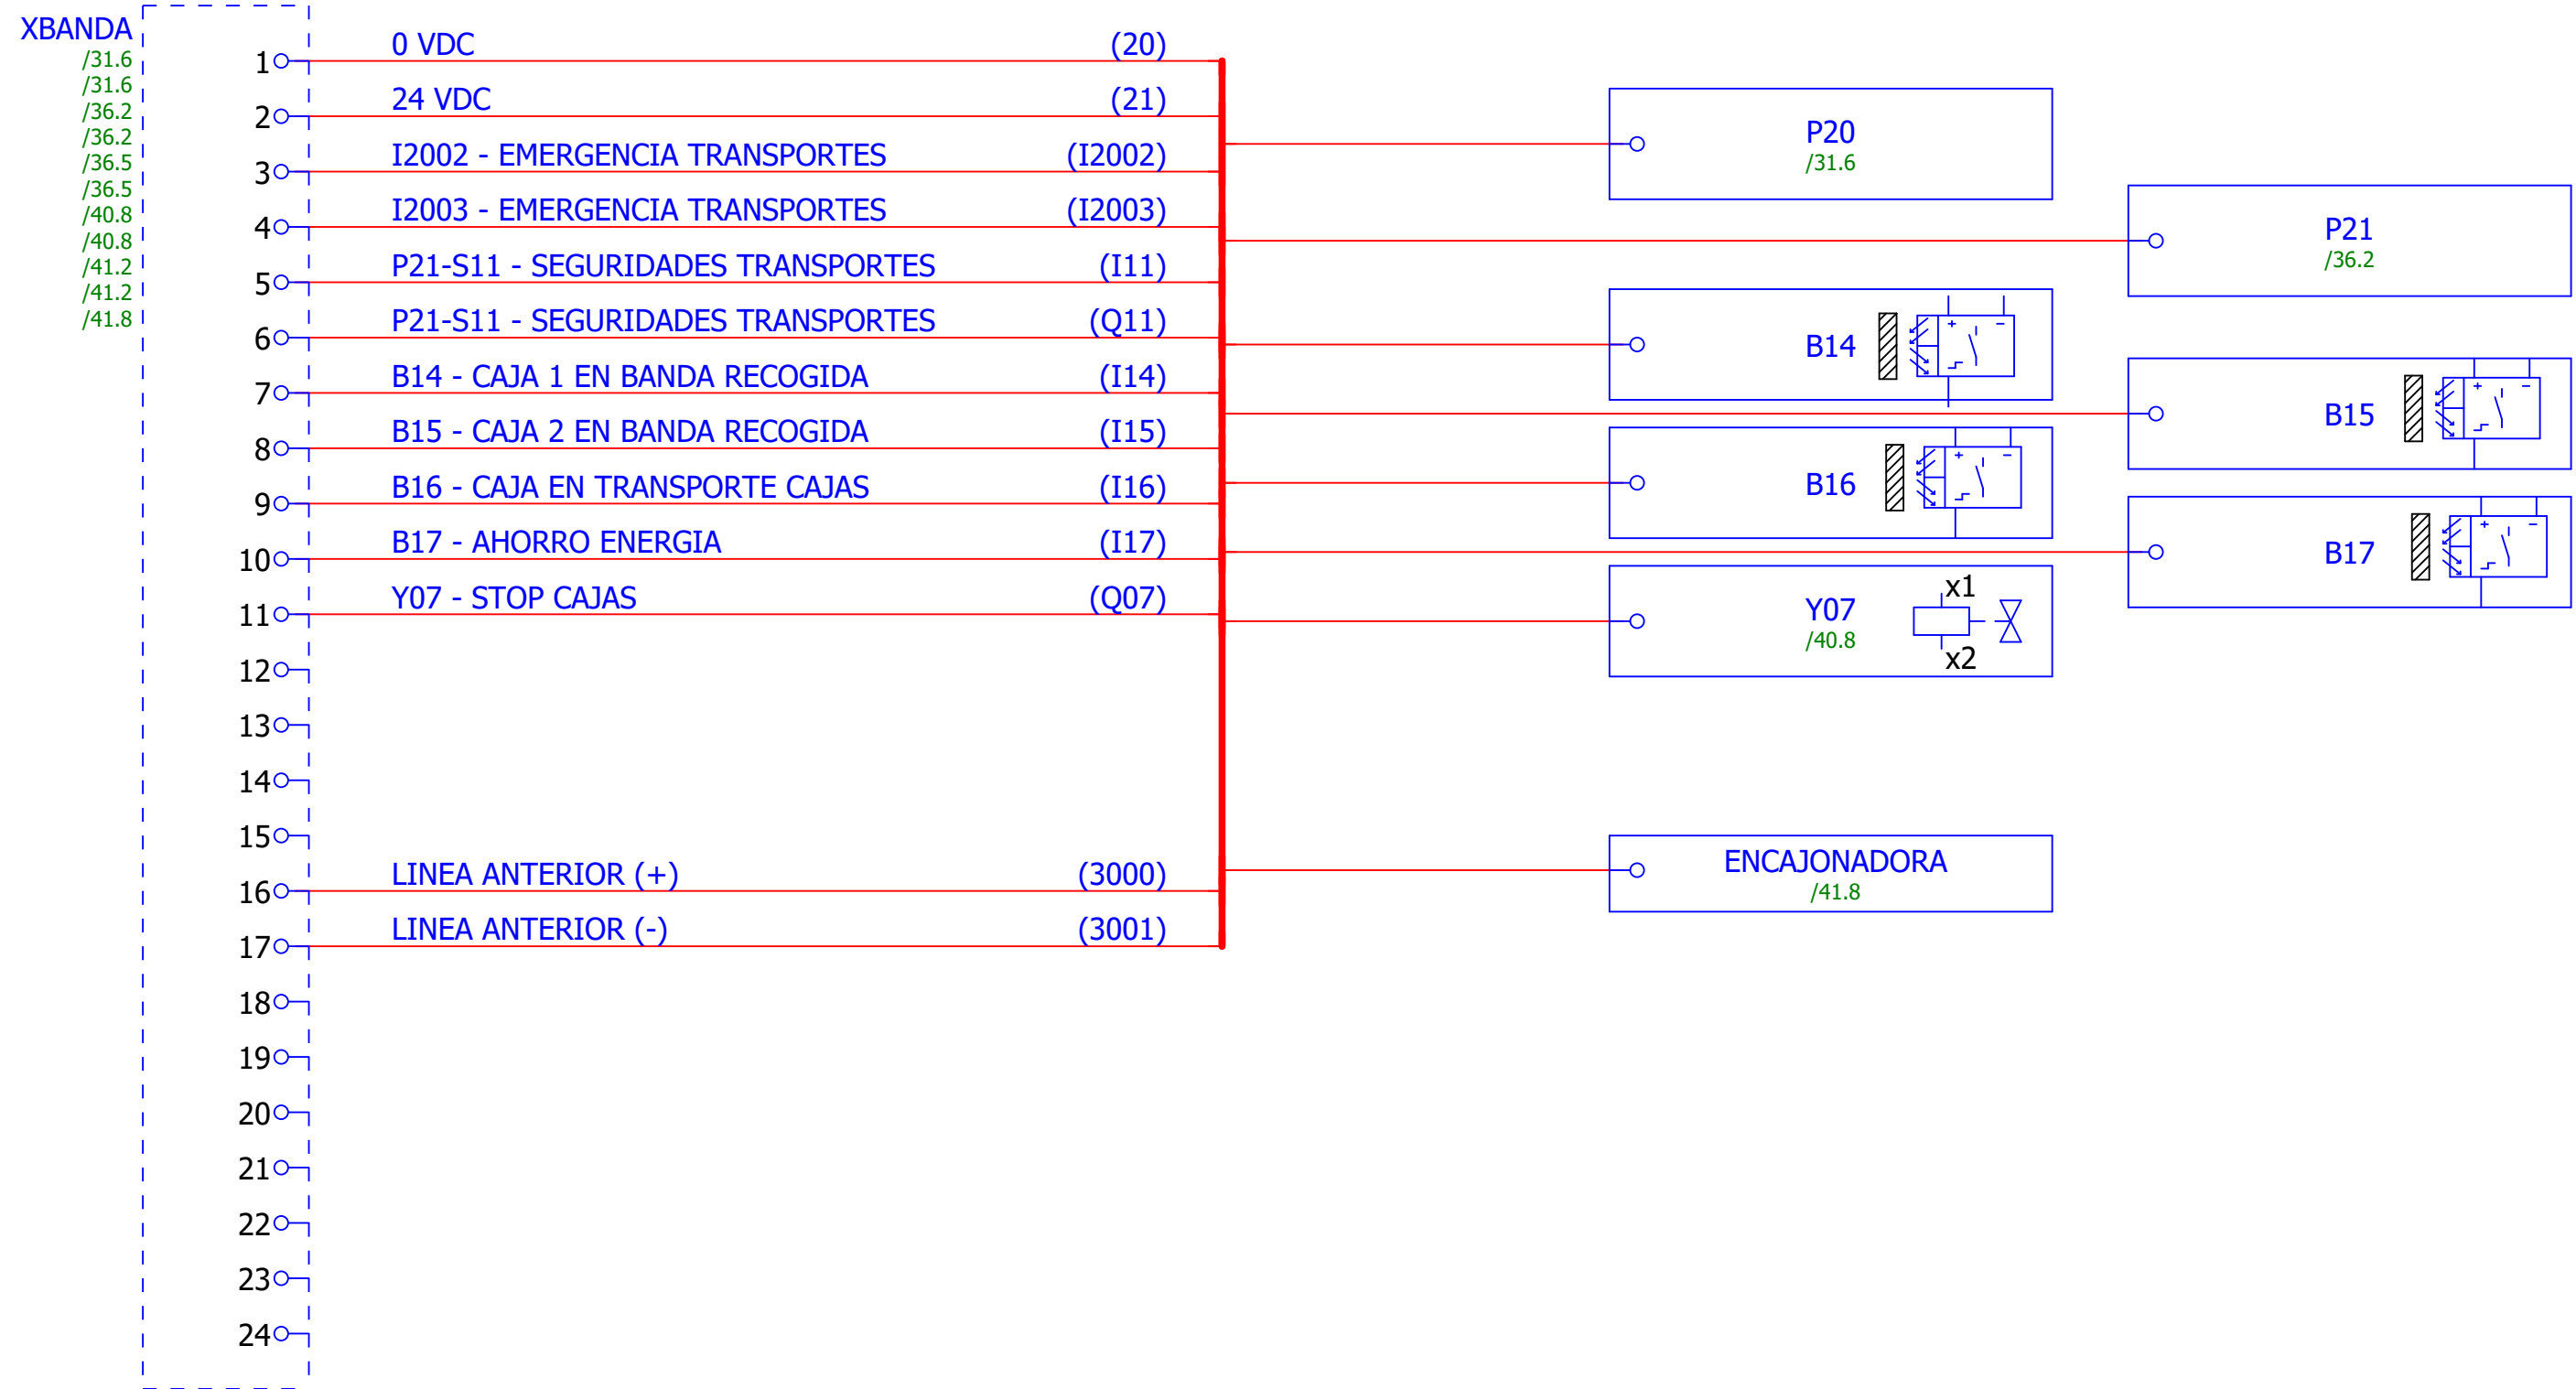 XBANDA
/31.6
/31.6
/36.2
/36.2
/36.5
/36.5
/40.8
/40.8
/41.2
/41.2
/41.8
1 0 VDC (20)
2 24 VDC (21)
3 I2002 - EMERGENCIA TRANSPORTES (I2002)
4 I2003 - EMERGENCIA TRANSPORTES (I2003)
5 P21-S11 - SEGURIDADES TRANSPORTES (I11)
6 P21-S11 - SEGURIDADES TRANSPORTES (Q11)
7 B14 - CAJA 1 EN BANDA RECOGIDA (I14)
8 B15 - CAJA 2 EN BANDA RECOGIDA (I15)
9 B16 - CAJA EN TRANSPORTE CAJAS (I16)
10 B17 - AHORRO ENERGIA (I17)
11 Y07 - STOP CAJAS (Q07)
12
13
14
15
16 LINEA ANTERIOR (+) (3000)
17 LINEA ANTERIOR (-) (3001)
18
19
20
21
22
23
24
P20
/31.6
P21
/36.2
B14 + -
B15 + -
B16 + -
B17 + -
Y07
/40.8
x1
x2
ENCAJONADORA
/41.8